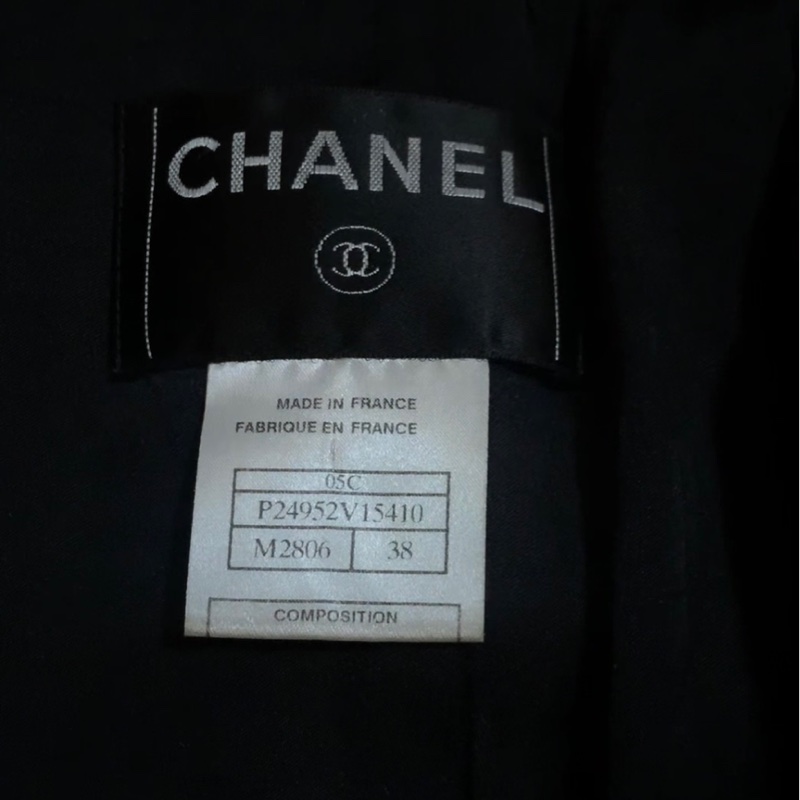 CHANEL
MADE IN FRANCE
FABRIQUE EN FRANCE
05C
P24952V15410
M2806 38
COMPOSITION